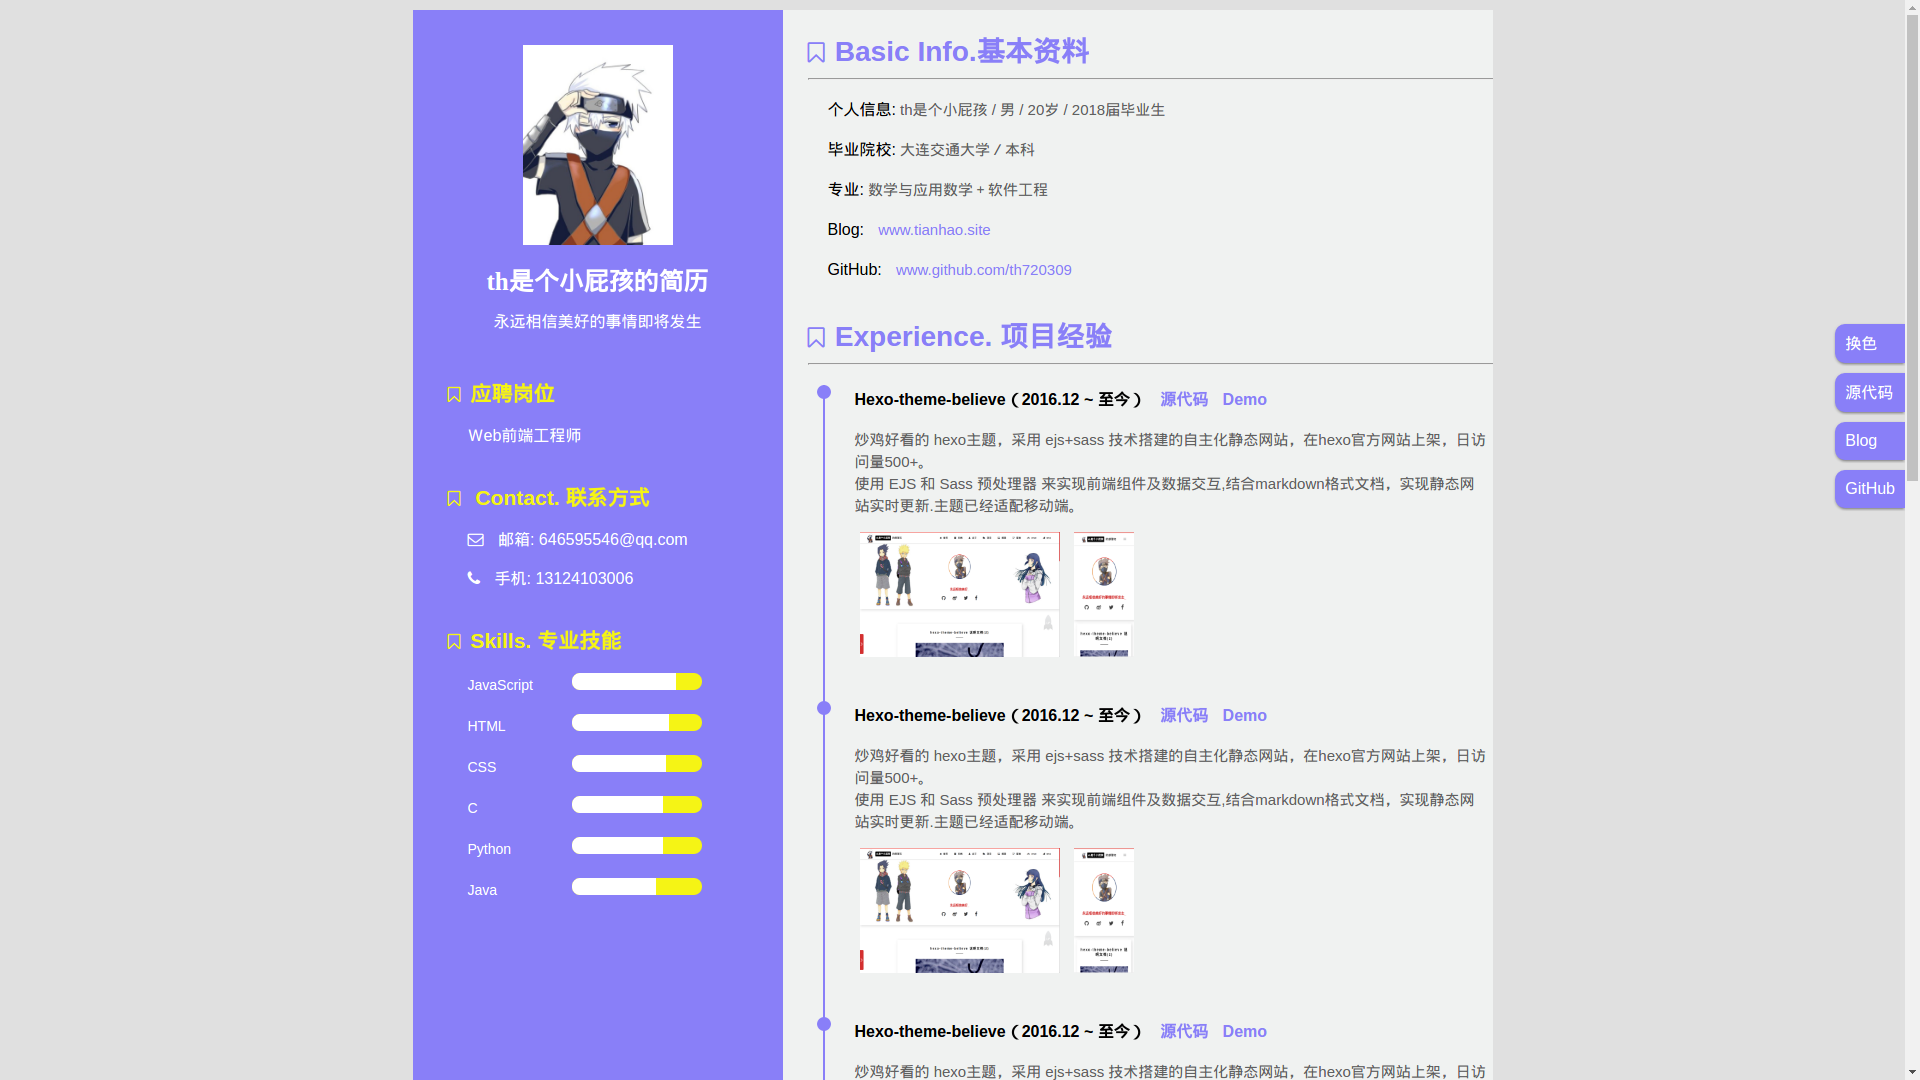 th是个小屁孩的简历
永远相信美好的事情即将发生
应聘岗位
Web前端工程师
Contact. 联系方式
邮箱: 646595546@qq.com
手机: 13124103006
Skills. 专业技能
JavaScript
HTML
CSS
C
Python
Java
Basic Info.基本资料
个人信息: th是个小屁孩 / 男 / 20岁 / 2018届毕业生
毕业院校: 大连交通大学 / 本科
专业: 数学与应用数学 + 软件工程
Blog: www.tianhao.site
GitHub: www.github.com/th720309
Experience. 项目经验
Hexo-theme-believe（2016.12 ~ 至今） 源代码 Demo
炒鸡好看的 hexo主题，采用 ejs+sass 技术搭建的自主化静态网站，在hexo官方网站上架，日访
问量500+。
使用 EJS 和 Sass 预处理器 来实现前端组件及数据交互,结合markdown格式文档，实现静态网
站实时更新.主题已经适配移动端。
Hexo-theme-believe（2016.12 ~ 至今） 源代码 Demo
炒鸡好看的 hexo主题，采用 ejs+sass 技术搭建的自主化静态网站，在hexo官方网站上架，日访
问量500+。
使用 EJS 和 Sass 预处理器 来实现前端组件及数据交互,结合markdown格式文档，实现静态网
站实时更新.主题已经适配移动端。
Hexo-theme-believe（2016.12 ~ 至今） 源代码 Demo
炒鸡好看的 hexo主题，采用 ejs+sass 技术搭建的自主化静态网站，在hexo官方网站上架，日访
换色
源代码
Blog
GitHub